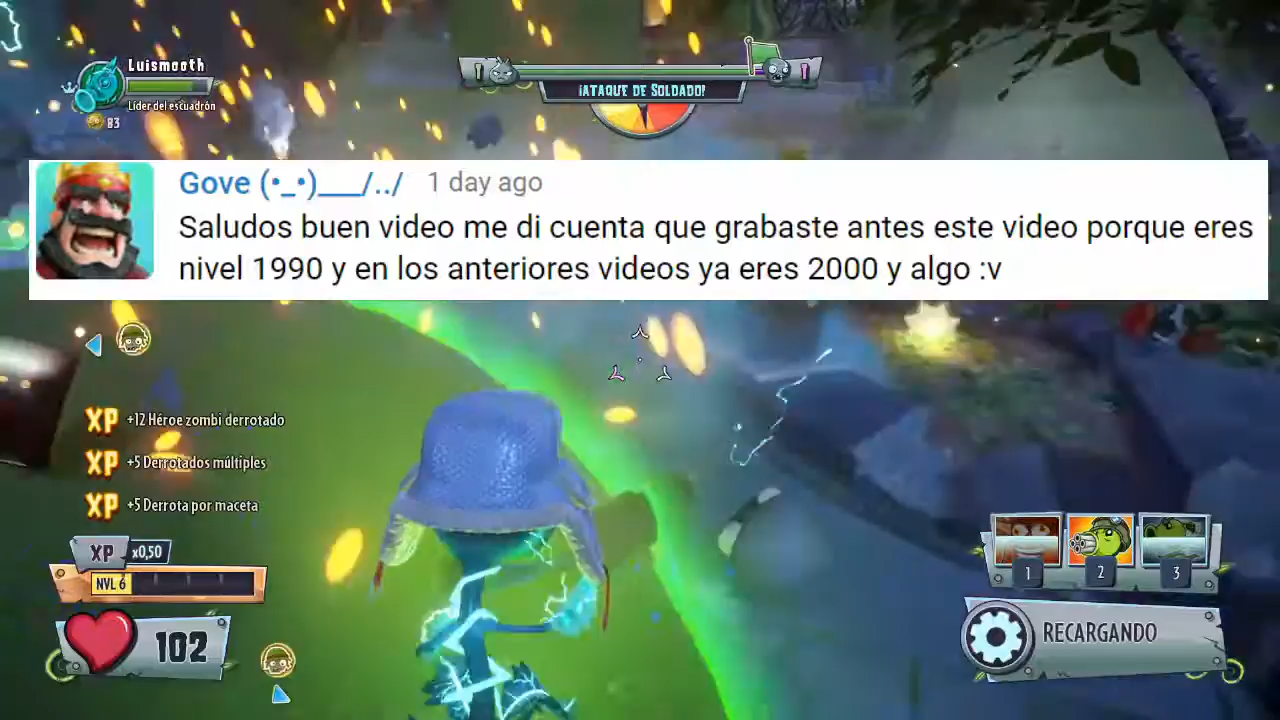 Luismooth
Líder del escuadrón
83
¡ATAQUE DE SOLDADO!
Gove (•_•)___/../ 1 day ago
Saludos buen video me di cuenta que grabaste antes este video porque eres
nivel 1990 y en los anteriores videos ya eres 2000 y algo :v
XP +12 Héroe zombi derrotado
XP +5 Derrotados múltiples
XP +5 Derrota por maceta
XP x0,50
NVL 6
102
1 2 3
RECARGANDO